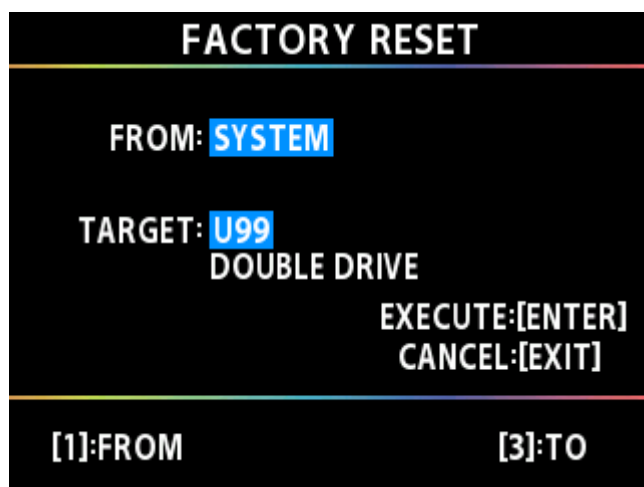 FACTORY RESET
FROM: SYSTEM
TARGET: U99
DOUBLE DRIVE
EXECUTE:[ENTER]
CANCEL:[EXIT]
[1]:FROM [3]:TO